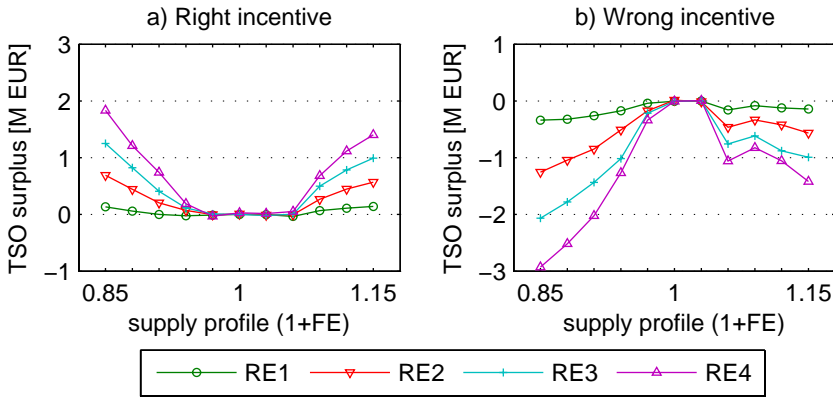 a) Right incentive
b) Wrong incentive
TSO surplus [M EUR]
3
2
1
0
−1
0.85
1
1.15
supply profile (1+FE)
TSO surplus [M EUR]
1
0
−1
−2
−3
0.85
1
1.15
supply profile (1+FE)
RE1 RE2 RE3 RE4